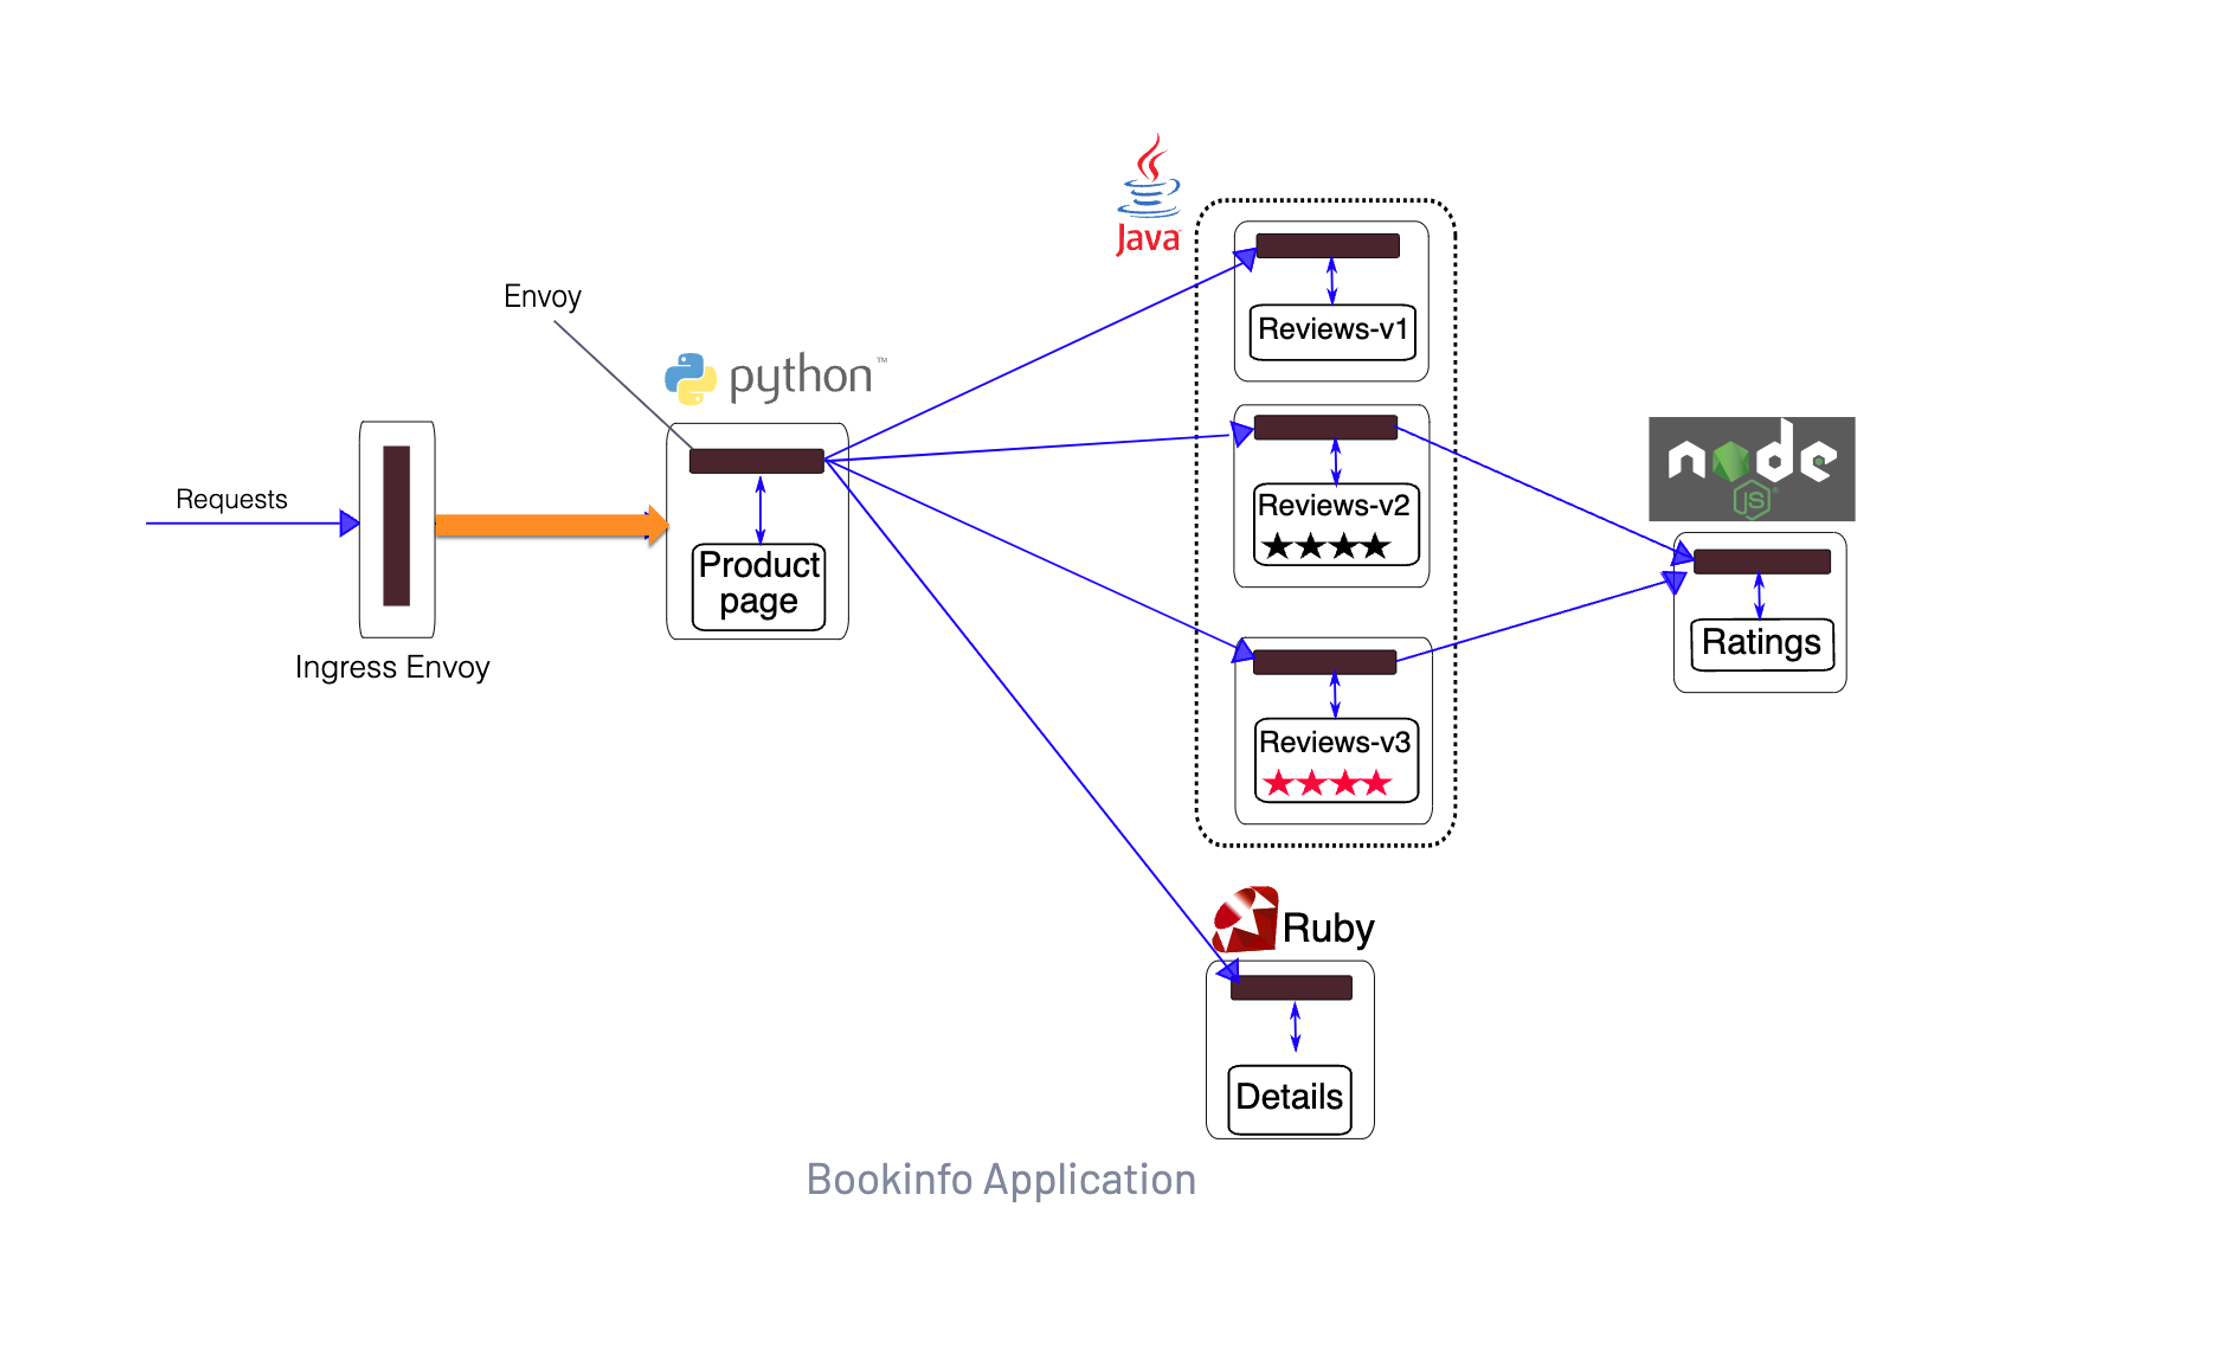 Java
Envoy
python™
Requests
Product
page
Ingress Envoy
Reviews-v1
Reviews-v2
Reviews-v3
node
JS®
Ratings
Ruby
Details
Bookinfo Application